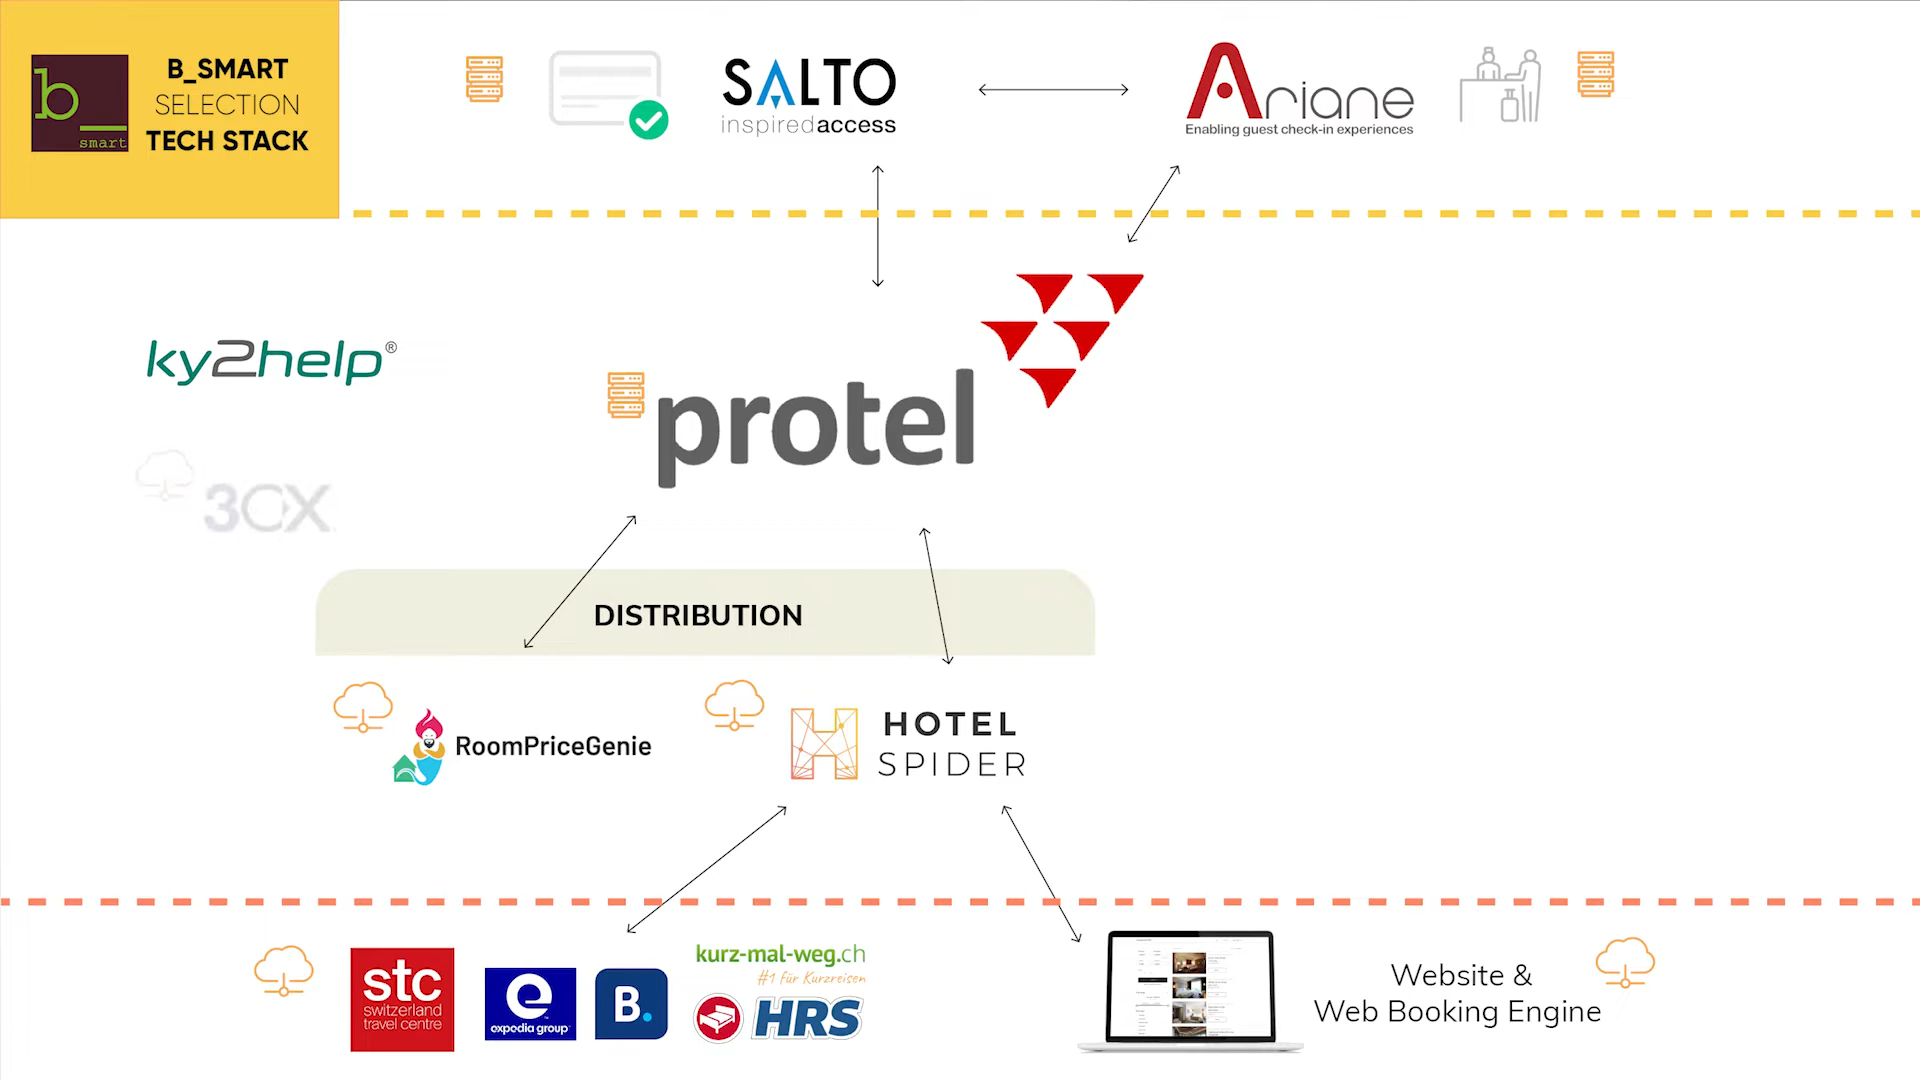 b_
smart
B_SMART
SELECTION
TECH STACK
SALTO
inspiredaccess
Ariane
Enabling guest check-in experiences
ky2help®
protel
3CX
DISTRIBUTION
RoomPriceGenie
HOTEL
SPIDER
stc
switzerland
travel centre
e
expedia group
B.
kurz-mal-weg.ch
#1 für Kurzreisen
HRS
Website &
Web Booking Engine